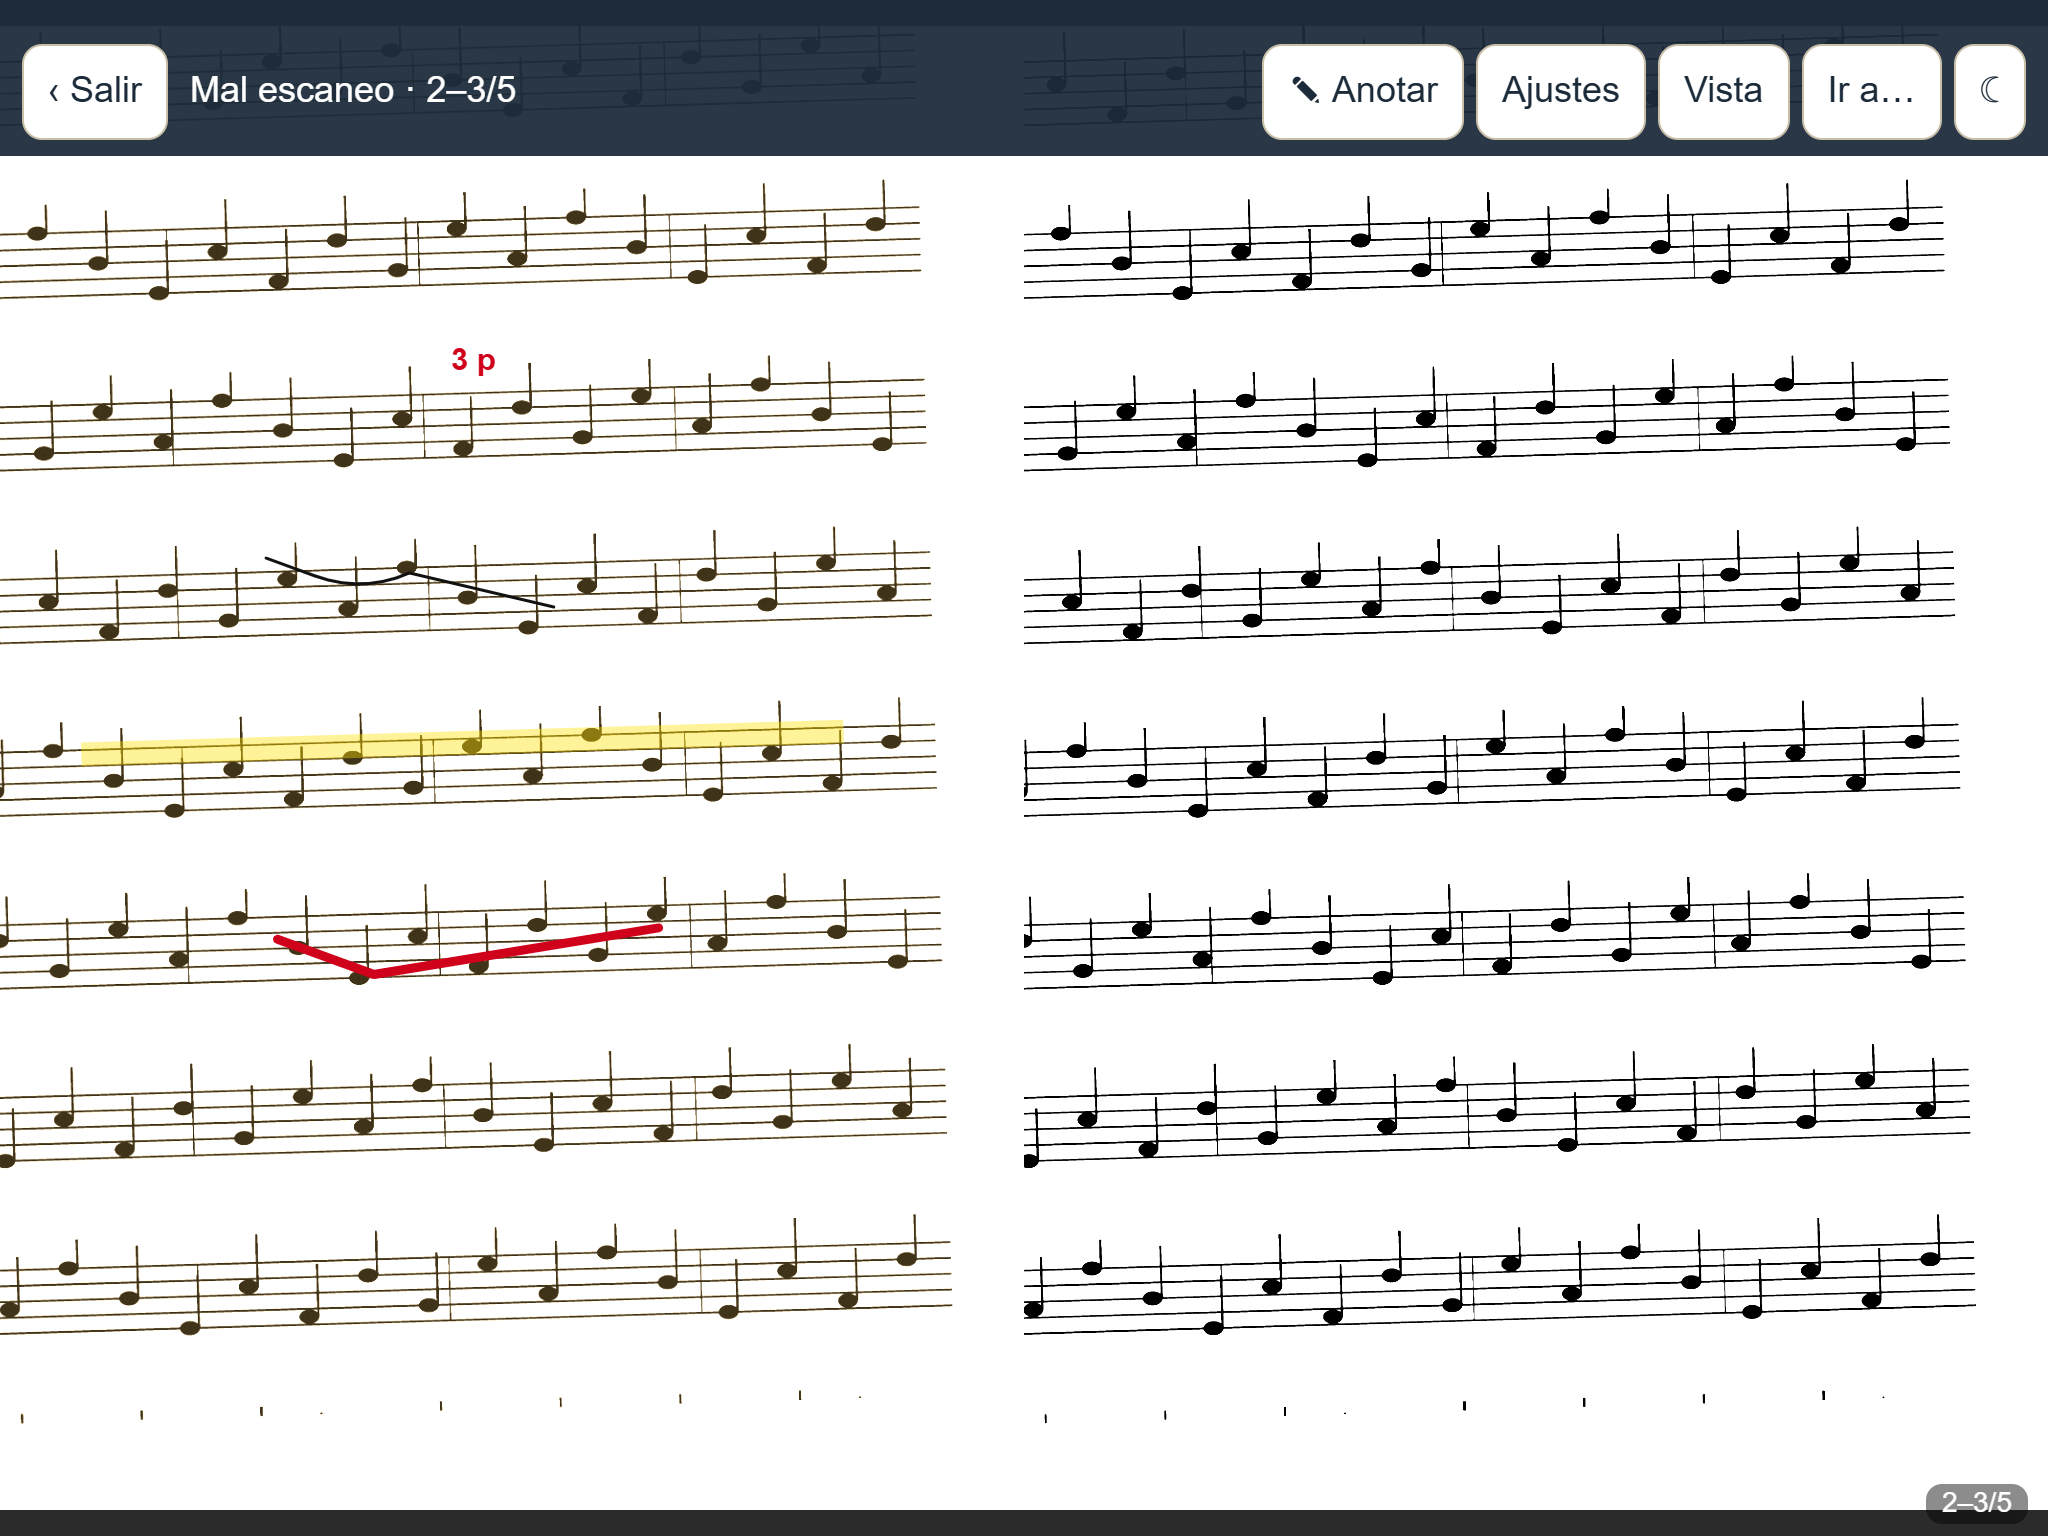 ‹ Salir
Mal escaneo · 2–3/5
Anotar
Ajustes
Vista
Ir a…
3 p
2–3/5